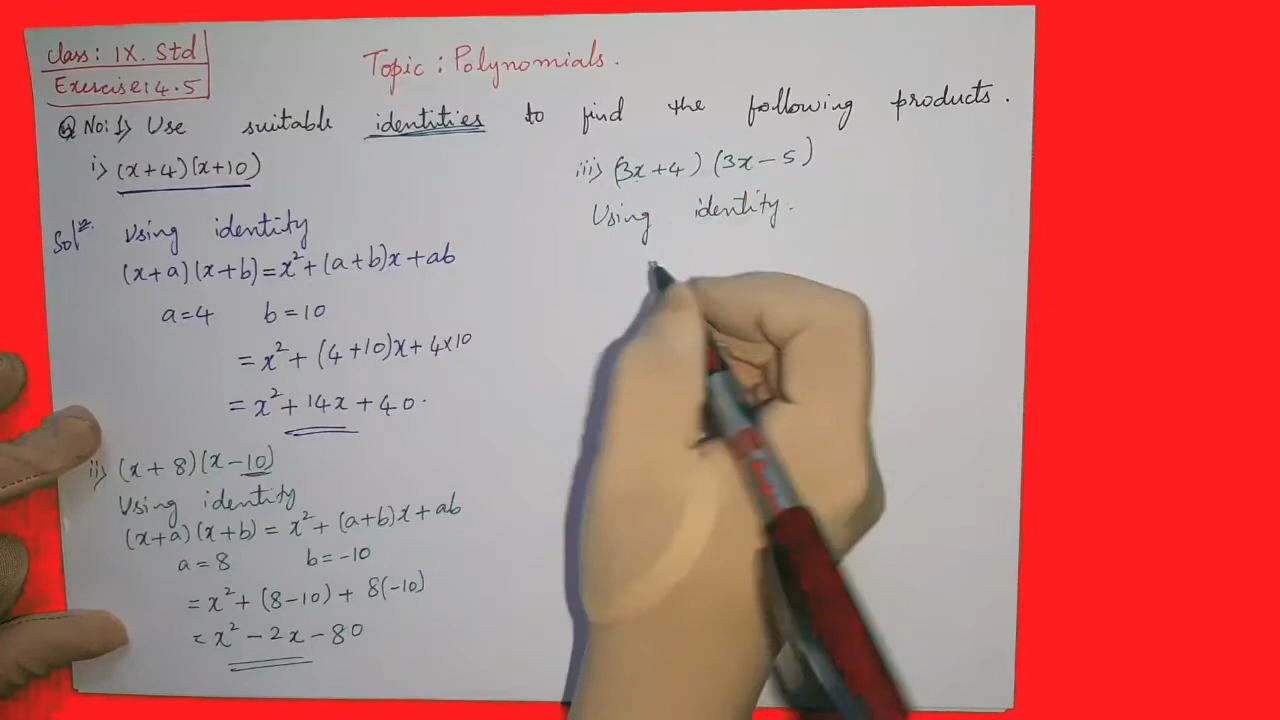 Class: IX. Std
Exercise: 4.5
Topic: Polynomials.
Q No: 1) Use suitable identities to find the following products.
i) (x+4)(x+10)
Sol². Using identity
(x+a)(x+b)=x²+(a+b)x+ab
a=4 b=10
=x²+(4+10)x+4×10
=x²+14x+40.
ii) (x+8)(x-10)
Using identity
(x+a)(x+b)=x²+(a+b)x+ab
a=8 b=-10
=x²+(8-10)+8(-10)
=x²-2x-80
iii) (3x+4)(3x-5)
Using identity.